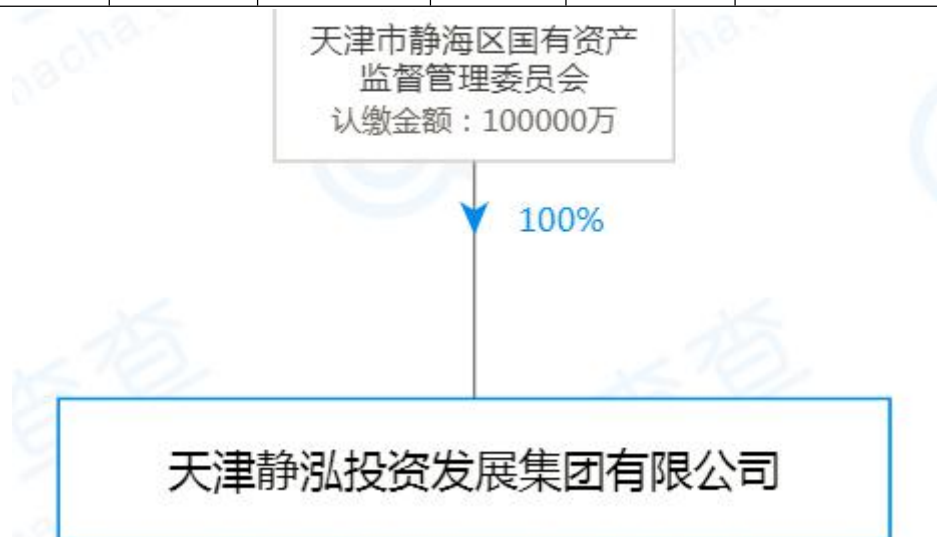 天津市静海区国有资产
监督管理委员会
认缴金额：100000万
100%
天津静泓投资发展集团有限公司